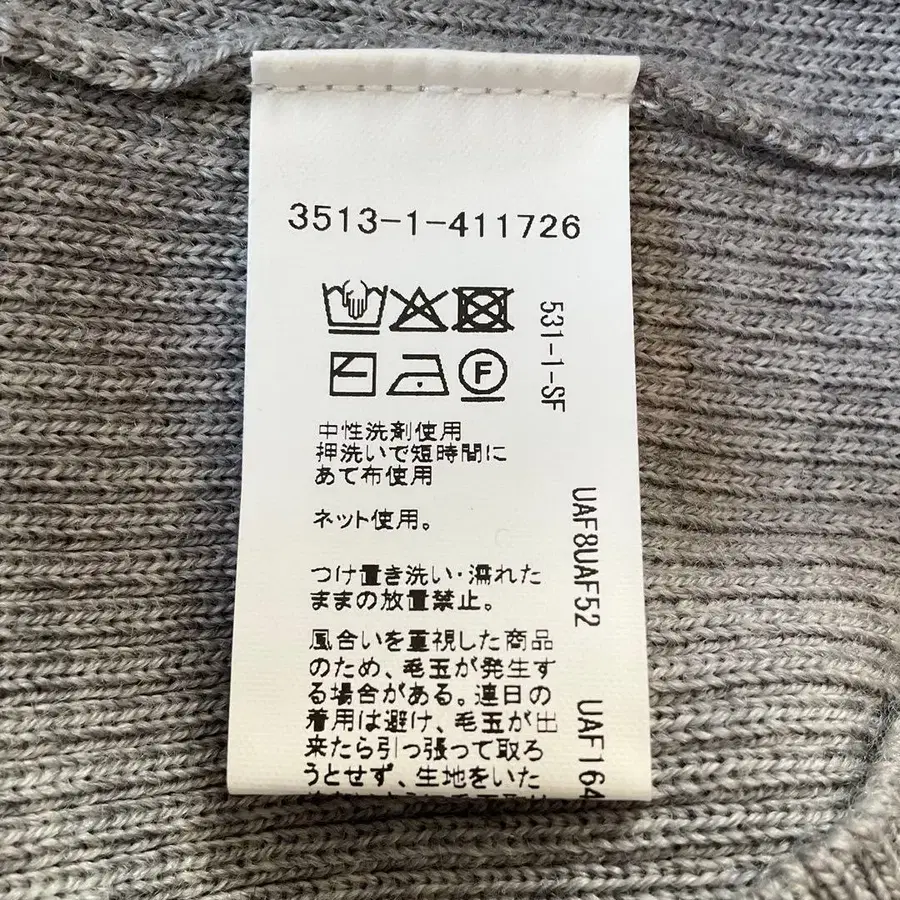 3513-1-411726
531-1-SF
F
中性洗剤使用
押洗いで短時間に
あて布使用
ネット使用。
UAF8UAF52
つけ置き洗い・濡れた
ままの放置禁止。
風合いを重視した商品
のため、毛玉が発生す
る場合がある。連日の
着用は避け、毛玉が出
来たら引っ張って取ろ
うとせず、生地をいた
UAF164